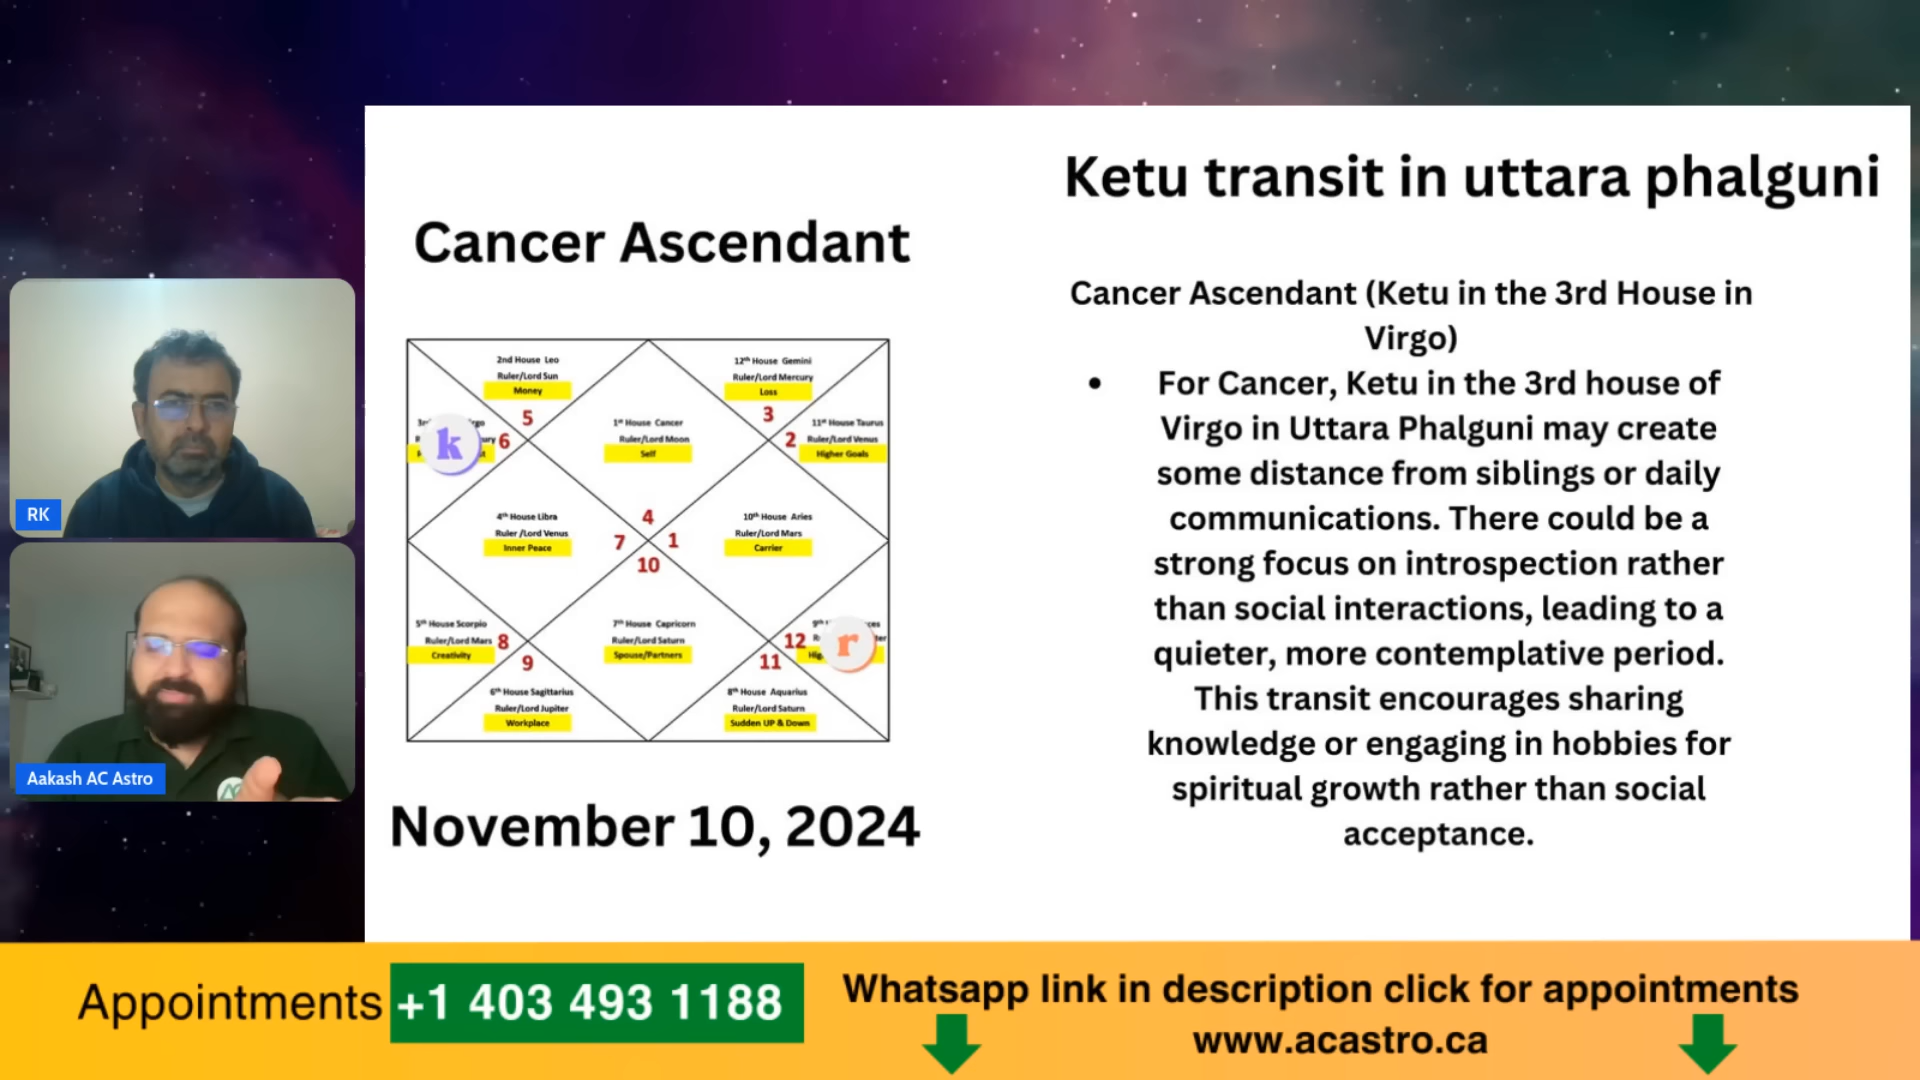 Ketu transit in uttara phalguni
Cancer Ascendant
Cancer Ascendant (Ketu in the 3rd House in
Virgo)
• For Cancer, Ketu in the 3rd house of
Virgo in Uttara Phalguni may create
some distance from siblings or daily
communications. There could be a
strong focus on introspection rather
than social interactions, leading to a
quieter, more contemplative period.
This transit encourages sharing
knowledge or engaging in hobbies for
spiritual growth rather than social
acceptance.
2nd House Leo
Ruler/Lord Sun
Money
5
12th House Gemini
Ruler/Lord Mercury
Loss
3
k
6
1st House Cancer
Ruler/Lord Moon
Self
2
11th House Taurus
Ruler/Lord Venus
Higher Goals
4th House Libra
Ruler /Lord Venus
Inner Peace
4
7
1
10
10th House Aries
Ruler/Lord Mars
Carrier
5th House Scorpio
Ruler/Lord Mars
Creativity
8
9
7th House Capricorn
Ruler/Lord Saturn
Spouse/Partners
12
11
r
6th House Sagittarius
Ruler/Lord Jupiter
Workplace
8th House Aquarius
Ruler/Lord Saturn
Sudden UP & Down
November 10, 2024
RK
Aakash AC Astro
Appointments +1 403 493 1188
Whatsapp link in description click for appointments
www.acastro.ca